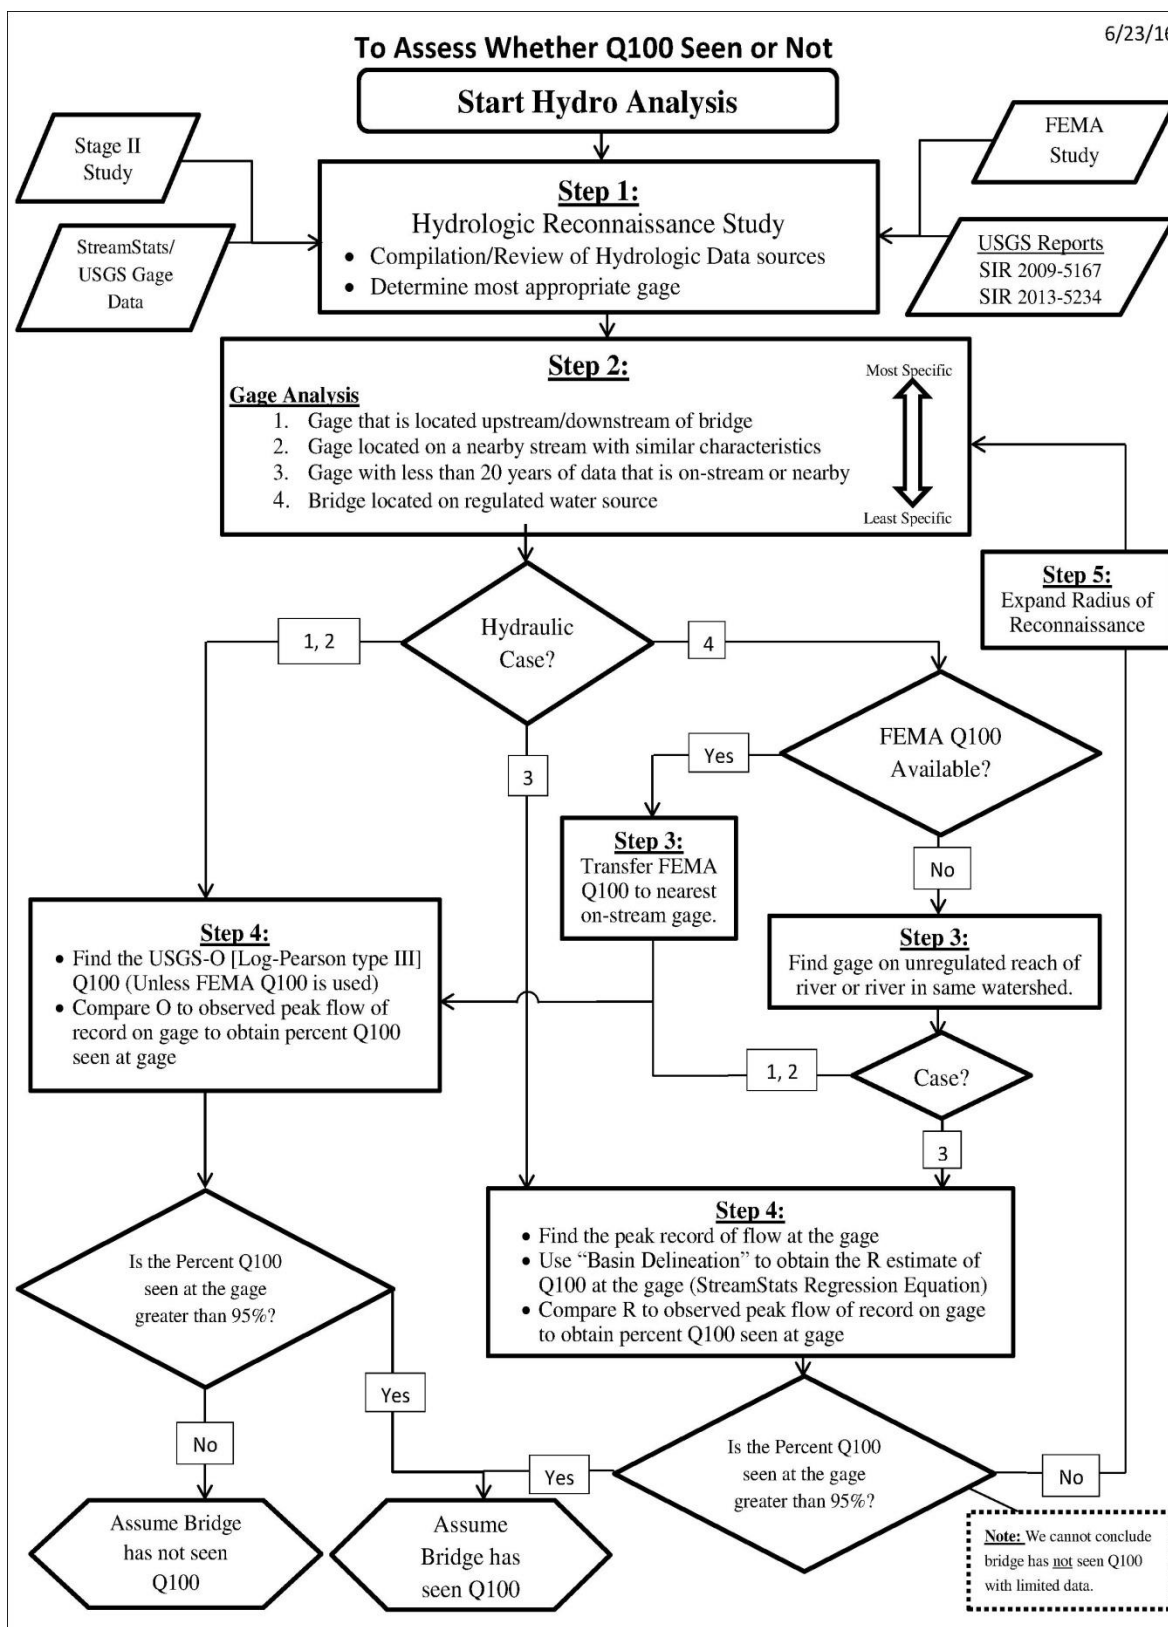 6/23/16
To Assess Whether Q100 Seen or Not
Start Hydro Analysis
Stage II
Study
FEMA
Study
StreamStats/
USGS Gage
Data
USGS Reports
SIR 2009-5167
SIR 2013-5234
Step 1:
Hydrologic Reconnaissance Study
• Compilation/Review of Hydrologic Data sources
• Determine most appropriate gage
Step 2:
Gage Analysis
1. Gage that is located upstream/downstream of bridge
2. Gage located on a nearby stream with similar characteristics
3. Gage with less than 20 years of data that is on-stream or nearby
4. Bridge located on regulated water source
Most Specific
Least Specific
Step 5:
Expand Radius of
Reconnaissance
Hydraulic
Case?
1, 2
4
3
FEMA Q100
Available?
Yes
No
Step 3:
Transfer FEMA
Q100 to nearest
on-stream gage.
Step 3:
Find gage on unregulated reach of
river or river in same watershed.
Case?
1, 2
3
Step 4:
• Find the USGS-O [Log-Pearson type III]
Q100 (Unless FEMA Q100 is used)
• Compare O to observed peak flow of
record on gage to obtain percent Q100
seen at gage
Step 4:
• Find the peak record of flow at the gage
• Use “Basin Delineation” to obtain the R estimate of
Q100 at the gage (StreamStats Regression Equation)
• Compare R to observed peak flow of record on gage
to obtain percent Q100 seen at gage
Is the Percent Q100
seen at the gage
greater than 95%?
Yes
No
Is the Percent Q100
seen at the gage
greater than 95%?
Yes
No
Assume Bridge
has not seen
Q100
Assume
Bridge has
seen Q100
Note: We cannot conclude
bridge has not seen Q100
with limited data.